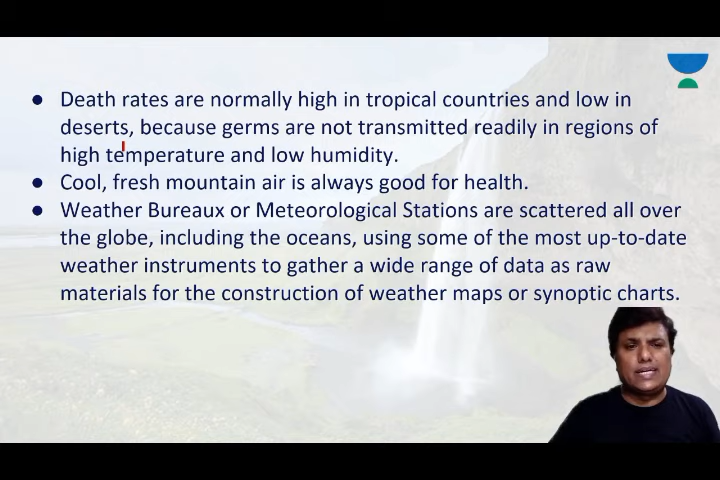 ● Death rates are normally high in tropical countries and low in
deserts, because germs are not transmitted readily in regions of
high temperature and low humidity.
● Cool, fresh mountain air is always good for health.
● Weather Bureaux or Meteorological Stations are scattered all over
the globe, including the oceans, using some of the most up-to-date
weather instruments to gather a wide range of data as raw
materials for the construction of weather maps or synoptic charts.